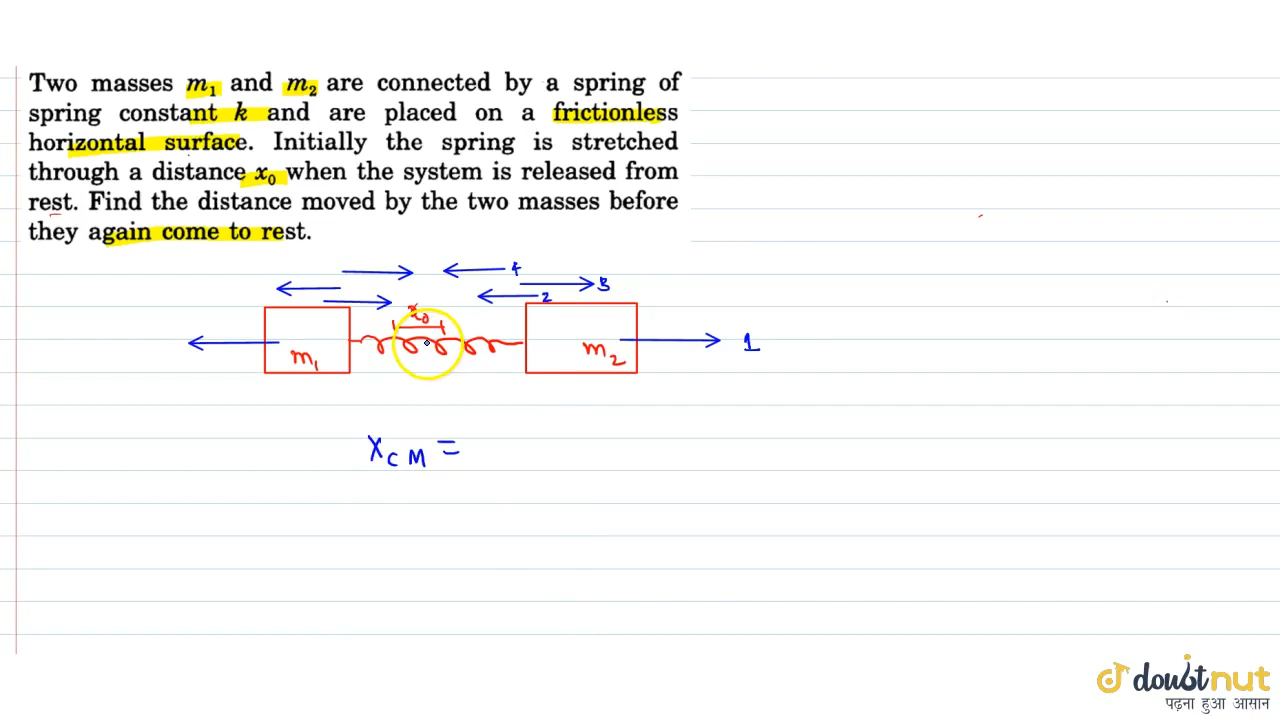 Two masses m₁ and m₂ are connected by a spring of
spring constant k and are placed on a frictionless
horizontal surface. Initially the spring is stretched
through a distance x₀ when the system is released from
rest. Find the distance moved by the two masses before
they again come to rest.
4
3
2
x₀
m₁
m₂
1
X_CM =
doubtnut
पढ़ना हुआ आसान